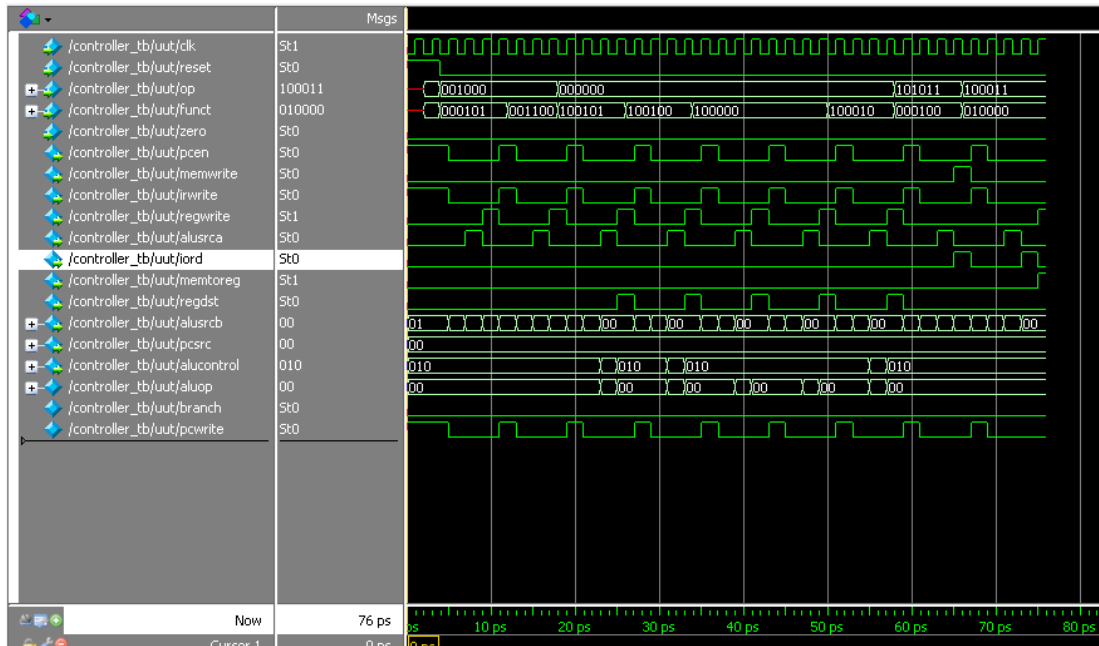 Msgs
/controller_tb/uut/clk St1
/controller_tb/uut/reset St0
/controller_tb/uut/op 100011 001000 000000 101011 100011
/controller_tb/uut/funct 010000 000101 001100 100101 100100 100000 100010 000100 010000
/controller_tb/uut/zero St0
/controller_tb/uut/pcen St0
/controller_tb/uut/memwrite St0
/controller_tb/uut/irwrite St0
/controller_tb/uut/regwrite St1
/controller_tb/uut/alusrca St0
/controller_tb/uut/iord St0
/controller_tb/uut/memtoreg St1
/controller_tb/uut/regdst St0
/controller_tb/uut/alusrcb 00 01 00 00 00 00 00 00
/controller_tb/uut/pcsrc 00 00
/controller_tb/uut/alucontrol 010 010 010 010 010
/controller_tb/uut/aluop 00 00 00 00 00 00 00
/controller_tb/uut/branch St0
/controller_tb/uut/pcwrite St0
Now 76 ps ps 10 ps 20 ps 30 ps 40 ps 50 ps 60 ps 70 ps 80 ps
Cursor 1 0 ps 0 ps